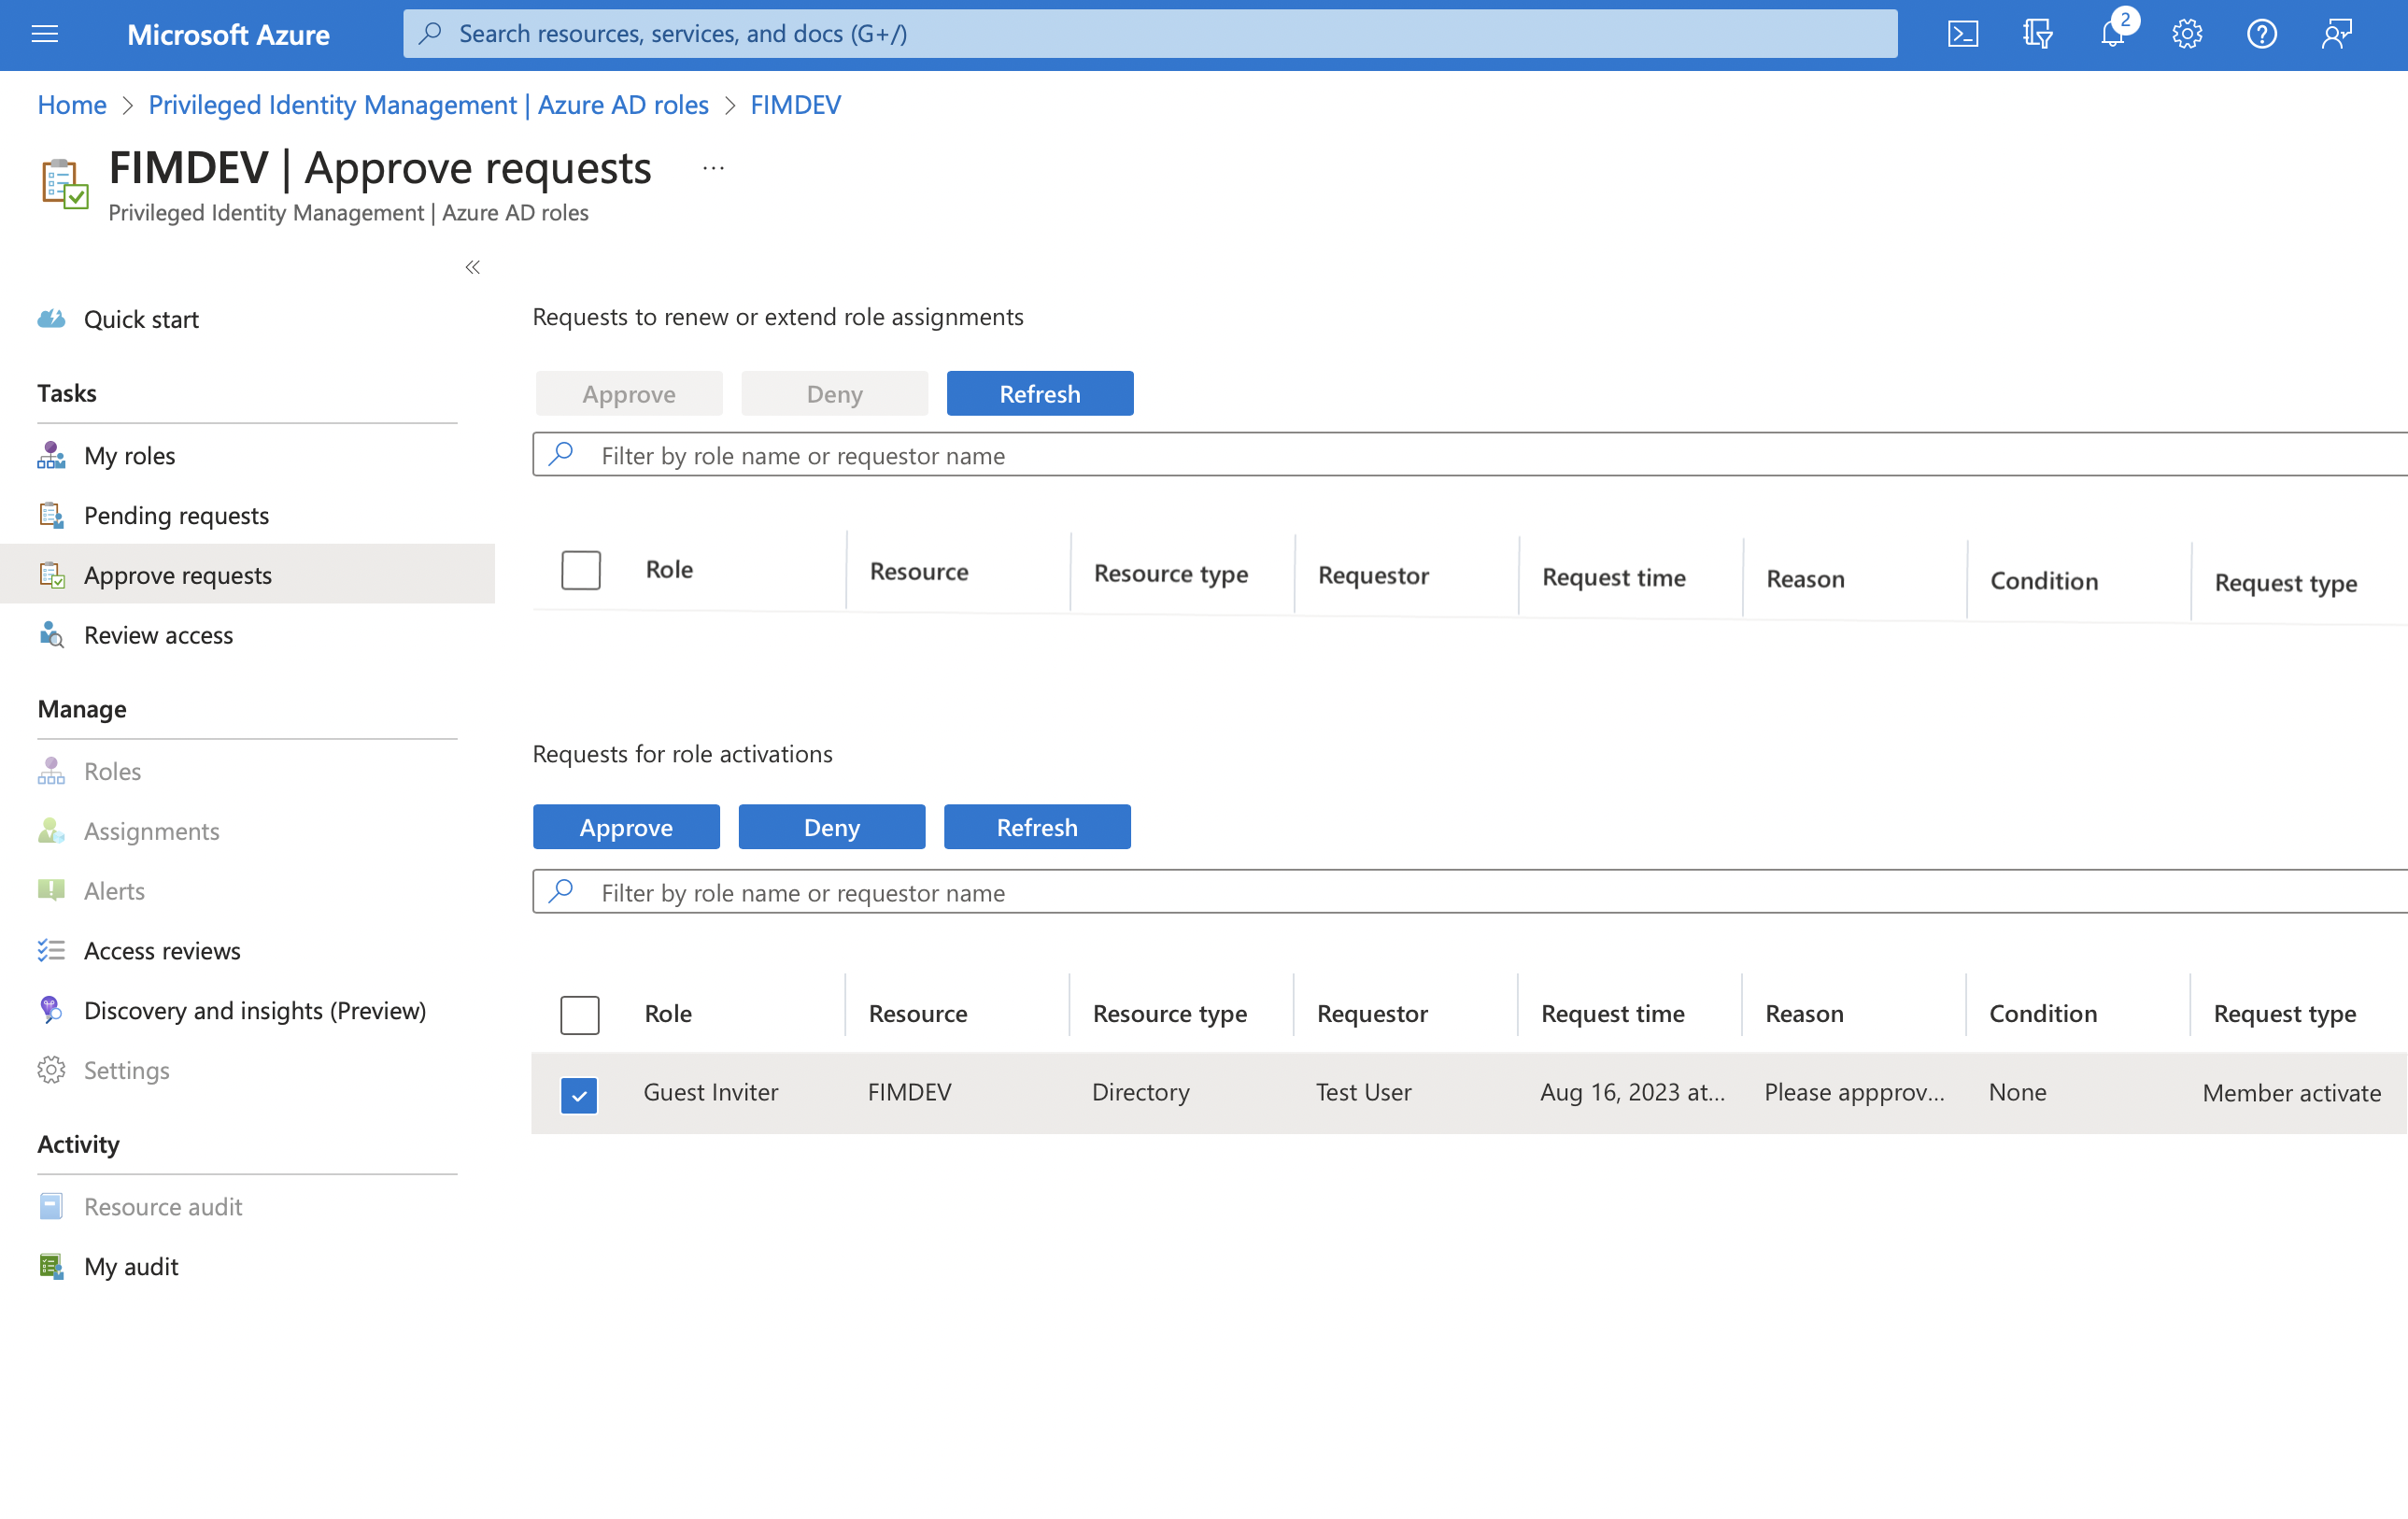 Microsoft Azure
Search resources, services, and docs (G+/)
2
Home > Privileged Identity Management | Azure AD roles > FIMDEV
FIMDEV | Approve requests ...
Privileged Identity Management | Azure AD roles
«
Quick start
Tasks
My roles
Pending requests
Approve requests
Review access
Manage
Roles
Assignments
Alerts
Access reviews
Discovery and insights (Preview)
Settings
Activity
Resource audit
My audit
Requests to renew or extend role assignments
Approve Deny Refresh
Filter by role name or requestor name
Role Resource Resource type Requestor Request time Reason Condition Request type
Requests for role activations
Approve Deny Refresh
Filter by role name or requestor name
Role Resource Resource type Requestor Request time Reason Condition Request type
Guest Inviter FIMDEV Directory Test User Aug 16, 2023 at... Please appprov... None Member activate